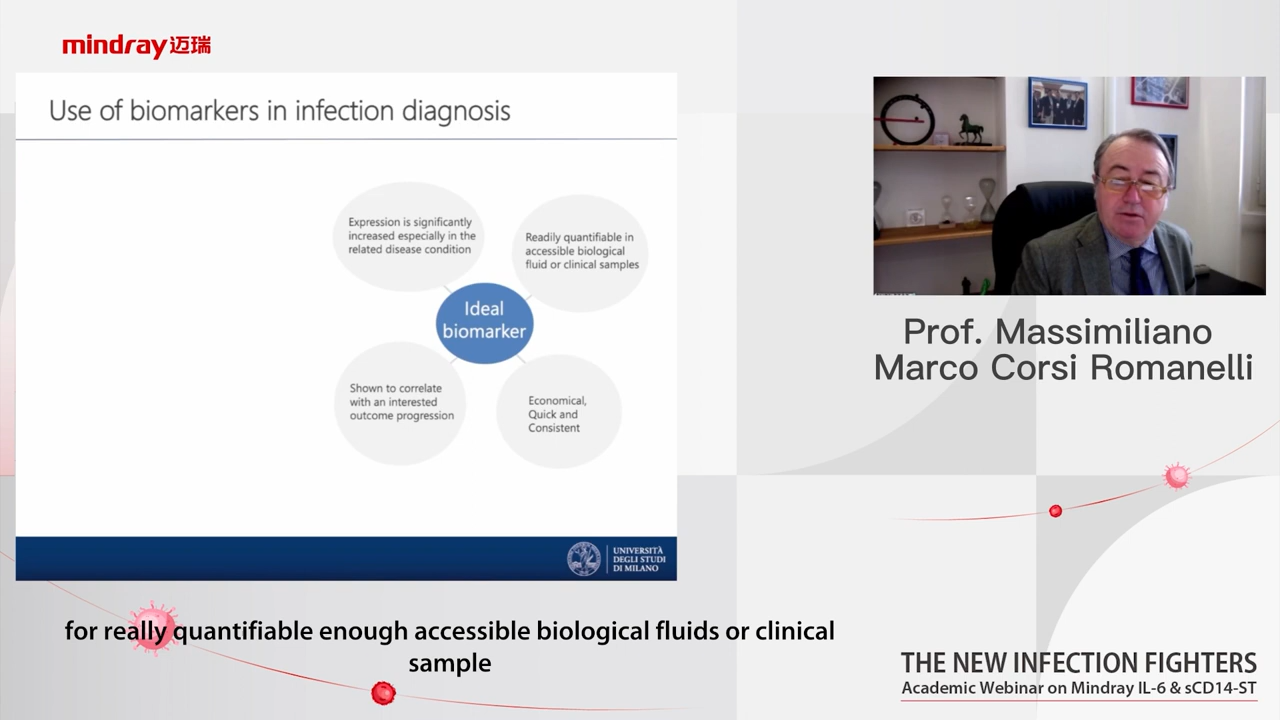 mindray迈瑞
Use of biomarkers in infection diagnosis
Expression is significantly
increased especially in the
related disease condition
Readily quantifiable in
accessible biological
fluid or clinical samples
Ideal
biomarker
Shown to correlate
with an interested
outcome progression
Economical,
Quick and
Consistent
UNIVERSITÀ
DEGLI STUDI
DI MILANO
Prof. Massimiliano
Marco Corsi Romanelli
for really quantifiable enough accessible biological fluids or clinical
sample
THE NEW INFECTION FIGHTERS
Academic Webinar on Mindray IL-6 & sCD14-ST